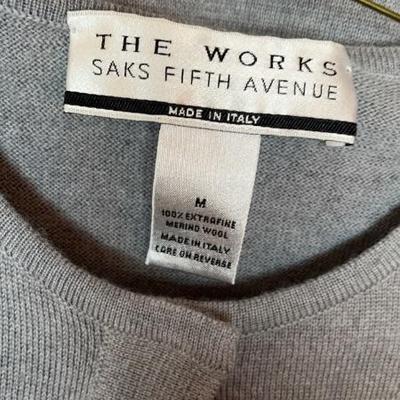 THE WORKS
SAKS FIFTH AVENUE
MADE IN ITALY
M
100% EXTRAFINE
MERINO WOOL
MADE IN ITALY
CARE ON REVERSE